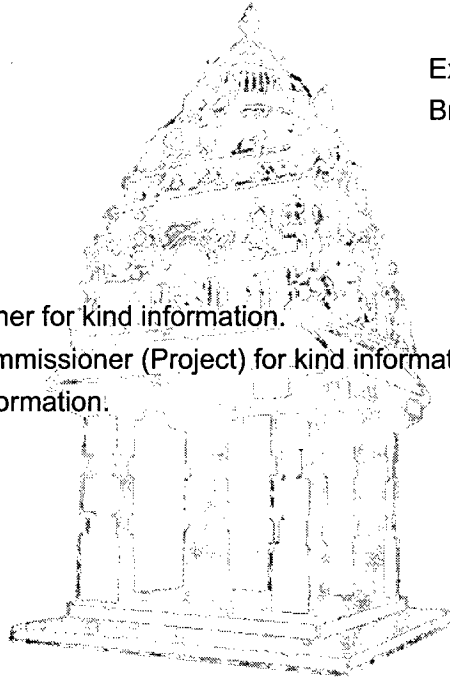 Ex
Br
ner for kind information.
mmissioner (Project) for kind informat
ormation.